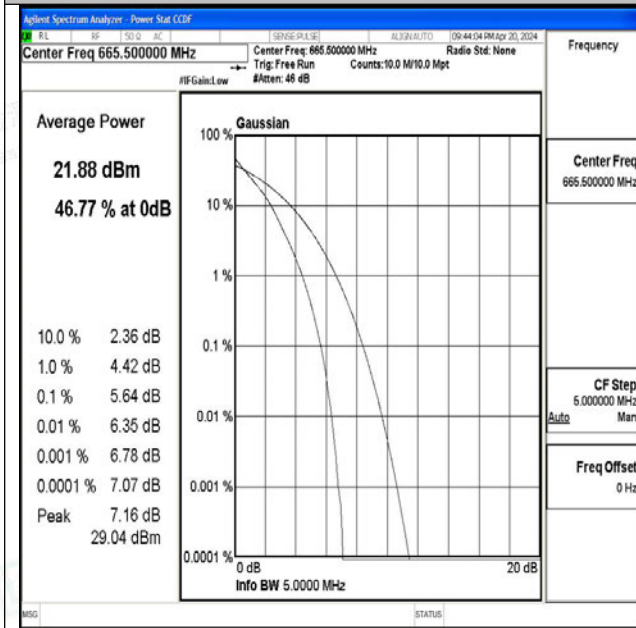 Agilent Spectrum Analyzer - Power Stat CCDF
RL RF 50 Ω AC SENSE:PULSE ALIGNAUTO 09:44:04 PM Apr 20, 2024
Center Freq 665.500000 MHz
Center Freq: 665.500000 MHz Radio Std: None
Trig: Free Run Counts:10.0 M/10.0 Mpt
#IFGain:Low #Atten: 46 dB
Frequency
Average Power
21.88 dBm
46.77 % at 0dB
10.0 % 2.36 dB
1.0 % 4.42 dB
0.1 % 5.64 dB
0.01 % 6.35 dB
0.001 % 6.78 dB
0.0001 % 7.07 dB
Peak 7.16 dB
29.04 dBm
Gaussian
100 %
10 %
1 %
0.1 %
0.01 %
0.001 %
0.0001 %
0 dB 20 dB
Info BW 5.0000 MHz
Center Freq
665.500000 MHz
CF Step
5.000000 MHz
Auto Man
Freq Offset
0 Hz
MSG STATUS